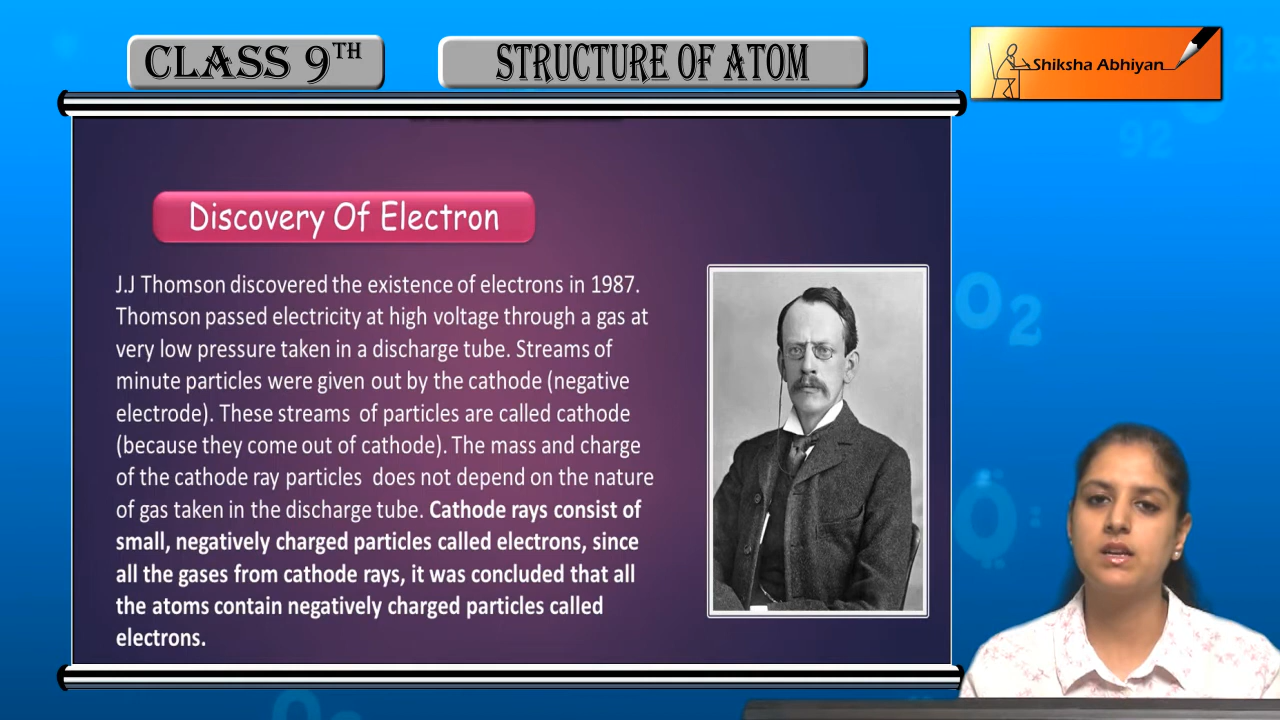 CLASS 9TH
STRUCTURE OF ATOM
Shiksha Abhiyan
Discovery Of Electron
J.J Thomson discovered the existence of electrons in 1987.
Thomson passed electricity at high voltage through a gas at
very low pressure taken in a discharge tube. Streams of
minute particles were given out by the cathode (negative
electrode). These streams of particles are called cathode
(because they come out of cathode). The mass and charge
of the cathode ray particles does not depend on the nature
of gas taken in the discharge tube. Cathode rays consist of
small, negatively charged particles called electrons, since
all the gases from cathode rays, it was concluded that all
the atoms contain negatively charged particles called
electrons.
23
92
O2
O
O2